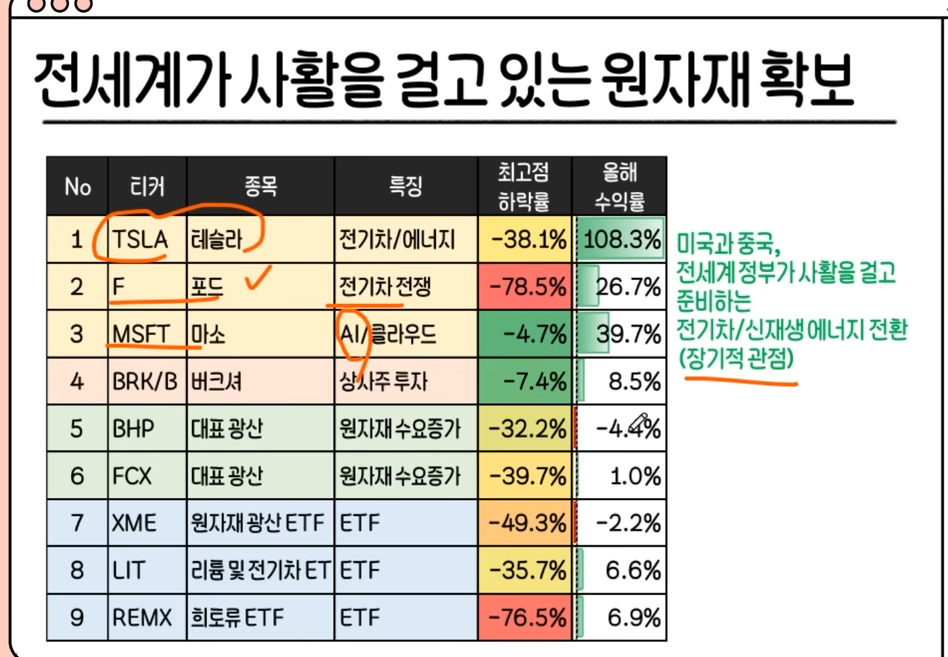 전세계가 사활을 걸고 있는 원자재 확보
No 티커 종목 특징 최고점 하락률 올해 수익률
1 TSLA 테슬라 전기차/에너지 -38.1% 108.3%
2 F 포드 전기차 전쟁 -78.5% 26.7%
3 MSFT 마소 AI/클라우드 -4.7% 39.7%
4 BRK/B 버크셔 상사주 투자 -7.4% 8.5%
5 BHP 대표 광산 원자재 수요증가 -32.2% -4.4%
6 FCX 대표 광산 원자재 수요증가 -39.7% 1.0%
7 XME 원자재 광산 ETF ETF -49.3% -2.2%
8 LIT 리튬 및 전기차 ET ETF -35.7% 6.6%
9 REMX 희토류 ETF ETF -76.5% 6.9%
미국과 중국,
전세계 정부가 사활을 걸고
준비하는
전기차/신재생 에너지 전환
(장기적 관점)